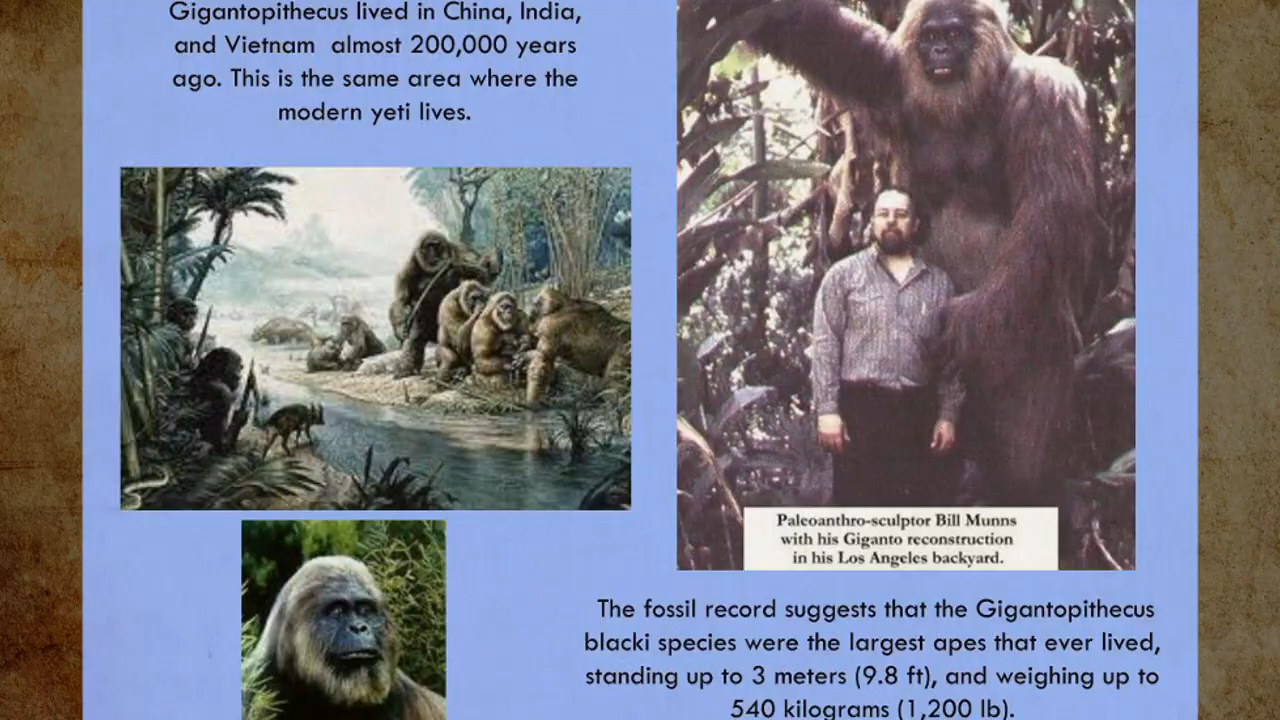 Gigantopithecus lived in China, India,
and Vietnam almost 200,000 years
ago. This is the same area where the
modern yeti lives.
Paleoanthro-sculptor Bill Munns
with his Giganto reconstruction
in his Los Angeles backyard.
The fossil record suggests that the Gigantopithecus
blacki species were the largest apes that ever lived,
standing up to 3 meters (9.8 ft), and weighing up to
540 kilograms (1,200 lb).